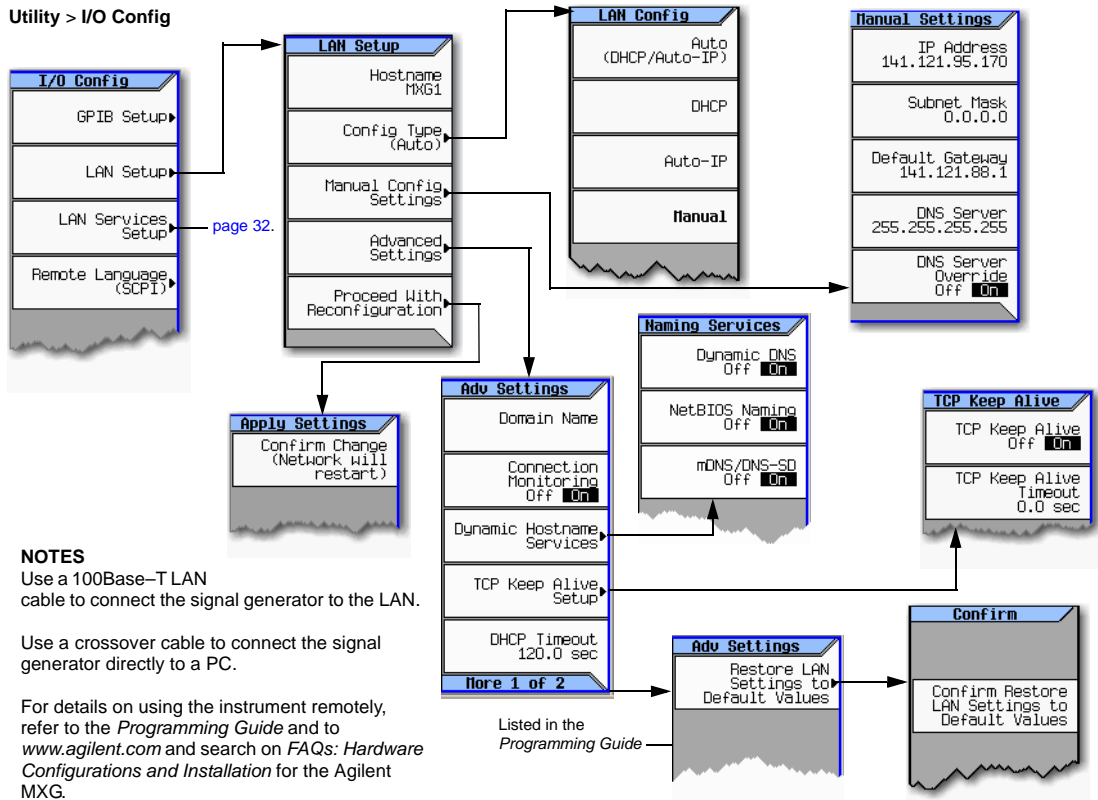 Utility > I/O Config
I/O Config
GPIB Setup
LAN Setup
LAN Services
Setup
page 32.
Remote Language
(SCPI)
LAN Setup
Hostname
MXG1
Config Type
(Auto)
Manual Config
Settings
Advanced
Settings
Proceed With
Reconfiguration
LAN Config
Auto
(DHCP/Auto-IP)
DHCP
Auto-IP
Manual
Manual Settings
IP Address
141.121.95.170
Subnet Mask
0.0.0.0
Default Gateway
141.121.88.1
DNS Server
255.255.255.255
DNS Server
Override
Off On
Apply Settings
Confirm Change
(Network will
restart)
Adv Settings
Domain Name
Connection
Monitoring
Off On
Dynamic Hostname
Services
TCP Keep Alive
Setup
DHCP Timeout
120.0 sec
More 1 of 2
Naming Services
Dynamic DNS
Off On
NetBIOS Naming
Off On
mDNS/DNS-SD
Off On
TCP Keep Alive
TCP Keep Alive
Off On
TCP Keep Alive
Timeout
0.0 sec
Adv Settings
Restore LAN
Settings to
Default Values
Listed in the
Programming Guide
Confirm
Confirm Restore
LAN Settings to
Default Values
NOTES
Use a 100Base–T LAN
cable to connect the signal generator to the LAN.
Use a crossover cable to connect the signal
generator directly to a PC.
For details on using the instrument remotely,
refer to the Programming Guide and to
www.agilent.com and search on FAQs: Hardware
Configurations and Installation for the Agilent
MXG.